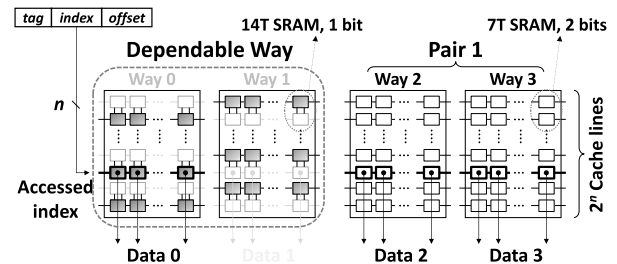 tag index offset
14T SRAM, 1 bit
7T SRAM, 2 bits
Dependable Way
Pair 1
Way 0
Way 1
Way 2
Way 3
n
Accessed
index
2ⁿ Cache lines
Data 0
Data 1
Data 2
Data 3